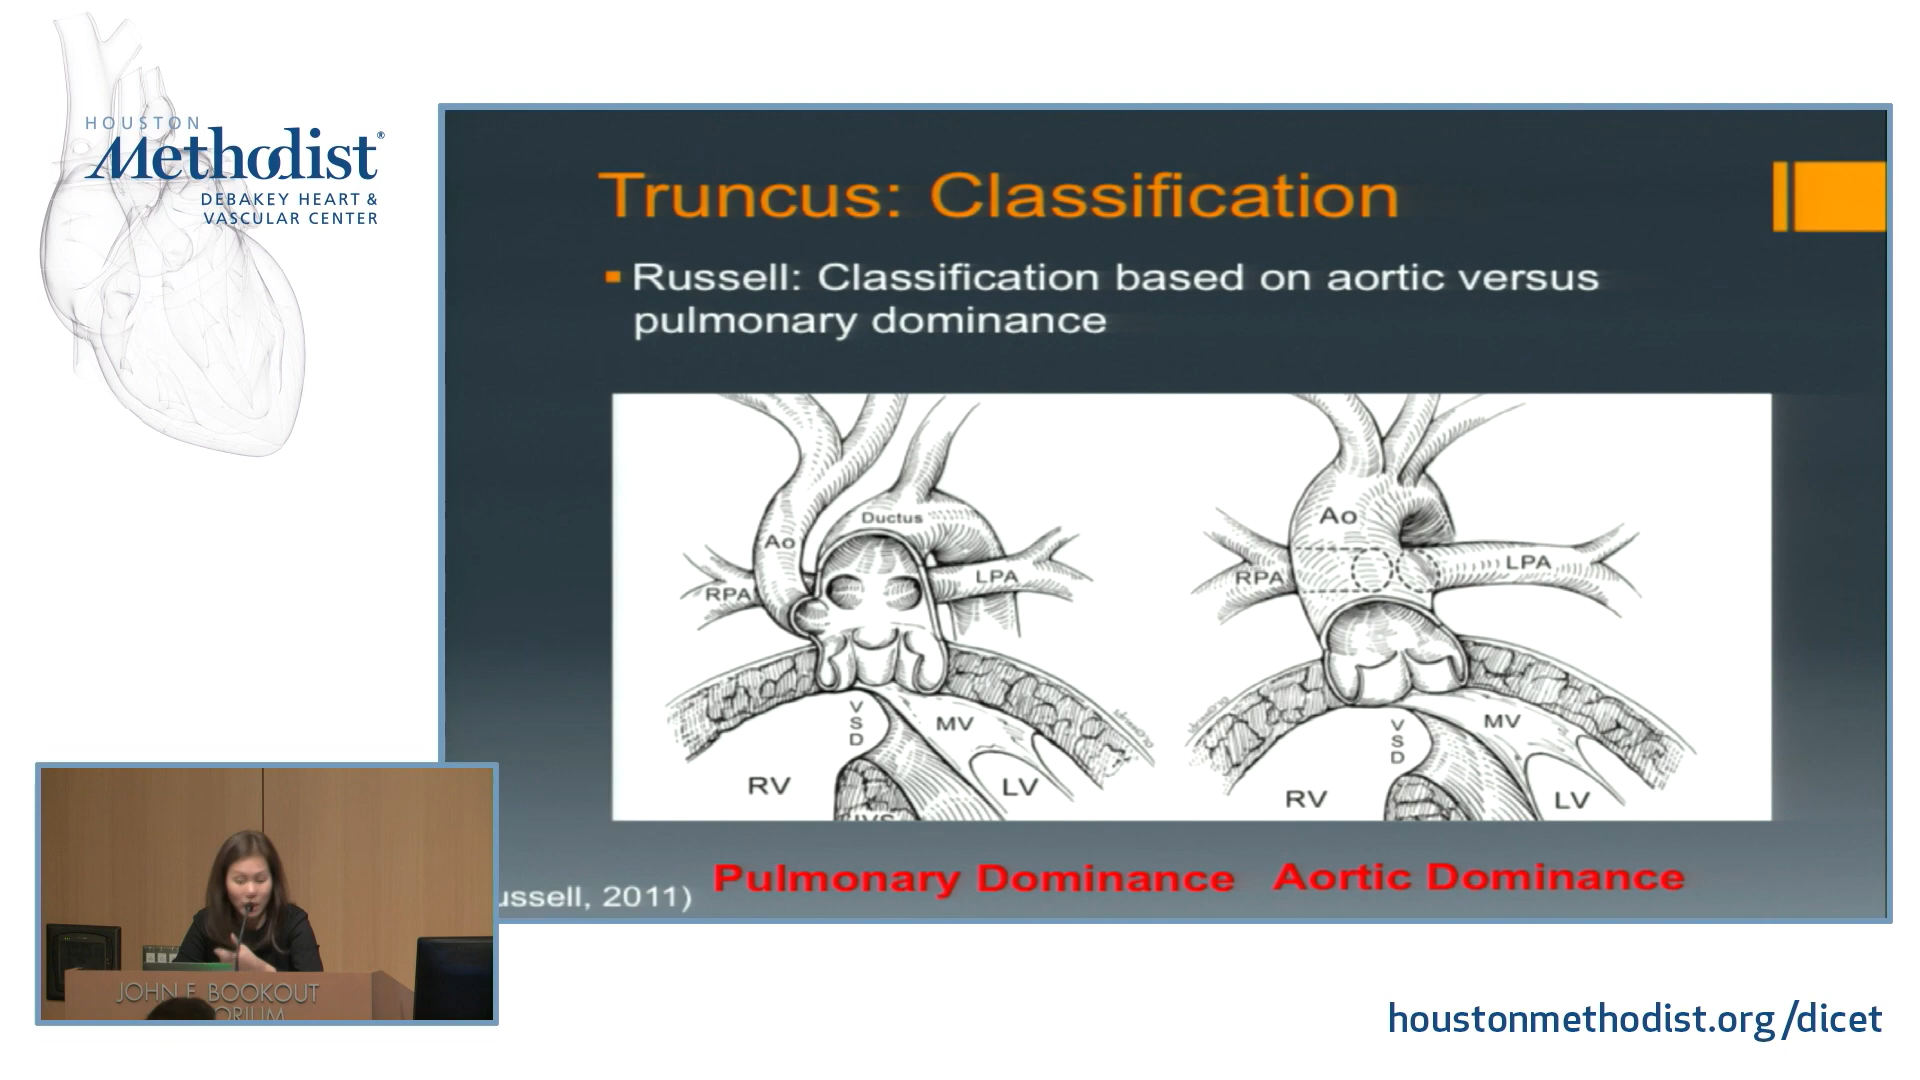 HOUSTON
Methodist®
DEBAKEY HEART &
VASCULAR CENTER
Truncus: Classification
Russell: Classification based on aortic versus
pulmonary dominance
Ductus
Ao
RPA
LPA
V
S
D
MV
RV
LV
Ao
RPA
LPA
V
S
D
MV
RV
LV
Pulmonary Dominance
Aortic Dominance
ussell, 2011)
JOHN F. BOOKOUT
ORIUM
houstonmethodist.org/dicet